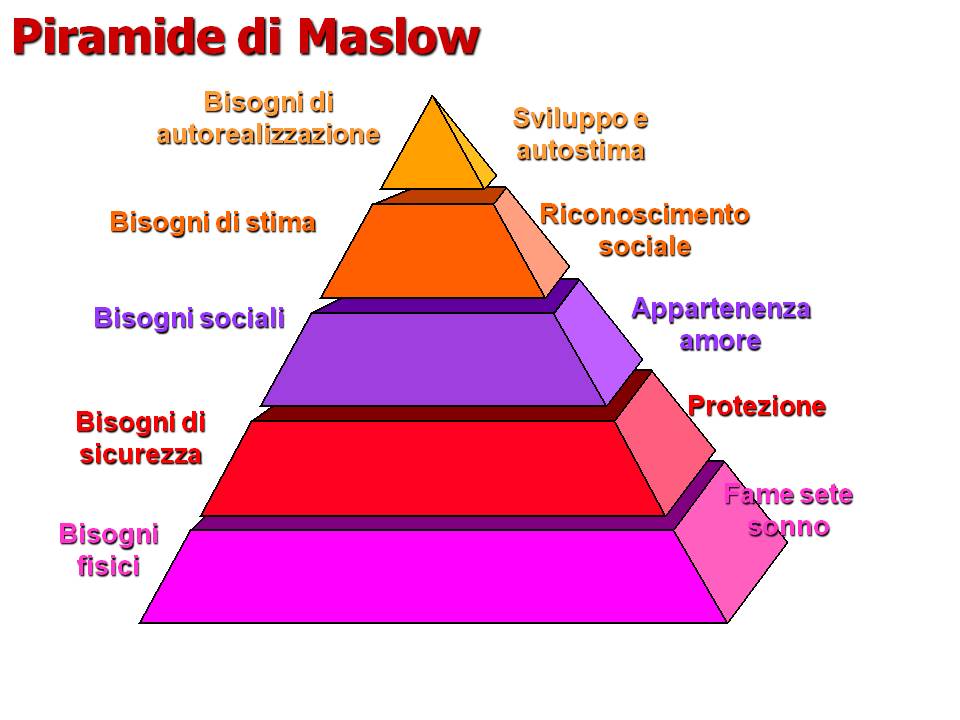 Piramide di Maslow
Bisogni di
autorealizzazione
Sviluppo e
autostima
Bisogni di stima
Riconoscimento
sociale
Bisogni sociali
Appartenenza
amore
Bisogni di
sicurezza
Protezione
Bisogni
fisici
Fame sete
sonno